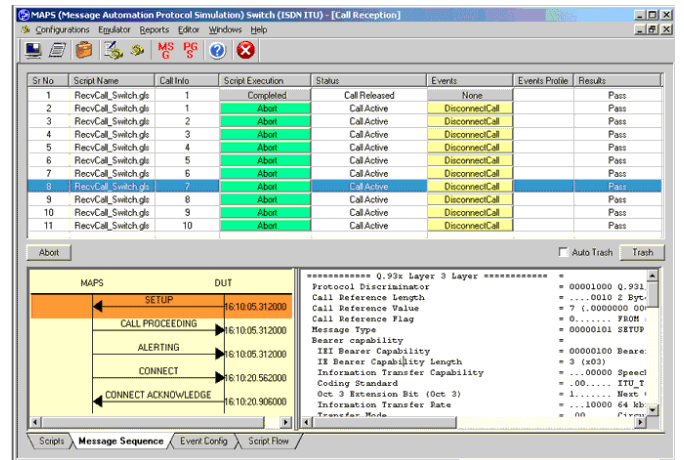 MAPS (Message Automation Protocol Simulation) Switch (ISDN ITU) - [Call Reception]
Configurations Emulator Reports Editor Windows Help
MS G PG S
Sr No Script Name Call Info Script Execution Status Events Events Profile Results
1 RecvCall_Switch.gls 1 Completed Call Released None Pass
2 RecvCall_Switch.gls 1 Abort Call Active DisconnectCall Pass
3 RecvCall_Switch.gls 2 Abort Call Active DisconnectCall Pass
4 RecvCall_Switch.gls 3 Abort Call Active DisconnectCall Pass
5 RecvCall_Switch.gls 4 Abort Call Active DisconnectCall Pass
6 RecvCall_Switch.gls 5 Abort Call Active DisconnectCall Pass
7 RecvCall_Switch.gls 6 Abort Call Active DisconnectCall Pass
8 RecvCall_Switch.gls 7 Abort Call Active DisconnectCall Pass
9 RecvCall_Switch.gls 8 Abort Call Active DisconnectCall Pass
10 RecvCall_Switch.gls 9 Abort Call Active DisconnectCall Pass
11 RecvCall_Switch.gls 10 Abort Call Active DisconnectCall Pass
Abort Auto Trash Trash
MAPS DUT
SETUP 16:10:05.312000
CALL PROCEEDING 16:10:05.312000
ALERTING 16:10:05.312000
CONNECT 16:10:20.562000
CONNECT ACKNOWLEDGE 16:10:20.906000
=========== Q.93x Layer 3 Layer =========== =
Protocol Discriminator = 00001000 Q.931
Call Reference Length = ....0010 2 Byt
Call Reference Value = 7 (.0000000 00
Call Reference Flag = 0....... FROM
Message Type = 00000101 SETUP
Bearer capability =
IEI Bearer Capability = 00000100 Beare
IE Bearer Capability Length = 3 (x03)
Information Transfer Capability = ...00000 Speech
Coding Standard = .00..... ITU_T
Oct 3 Extension Bit (Oct 3) = 1....... Next
Information Transfer Rate = ...10000 64 kb
Transfer Mode = .00..... Circu
Scripts Message Sequence Event Config Script Flow